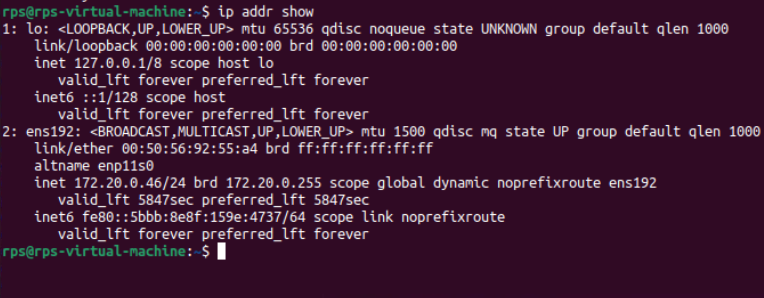 rps@rps-virtual-machine:~$ ip addr show
1: lo: <LOOPBACK,UP,LOWER_UP> mtu 65536 qdisc noqueue state UNKNOWN group default qlen 1000
    link/loopback 00:00:00:00:00:00 brd 00:00:00:00:00:00
    inet 127.0.0.1/8 scope host lo
       valid_lft forever preferred_lft forever
    inet6 ::1/128 scope host
       valid_lft forever preferred_lft forever
2: ens192: <BROADCAST,MULTICAST,UP,LOWER_UP> mtu 1500 qdisc mq state UP group default qlen 1000
    link/ether 00:50:56:92:55:a4 brd ff:ff:ff:ff:ff:ff
    altname enp11s0
    inet 172.20.0.46/24 brd 172.20.0.255 scope global dynamic noprefixroute ens192
       valid_lft 5847sec preferred_lft 5847sec
    inet6 fe80::5bbb:8e8f:159e:4737/64 scope link noprefixroute
       valid_lft forever preferred_lft forever
rps@rps-virtual-machine:~$